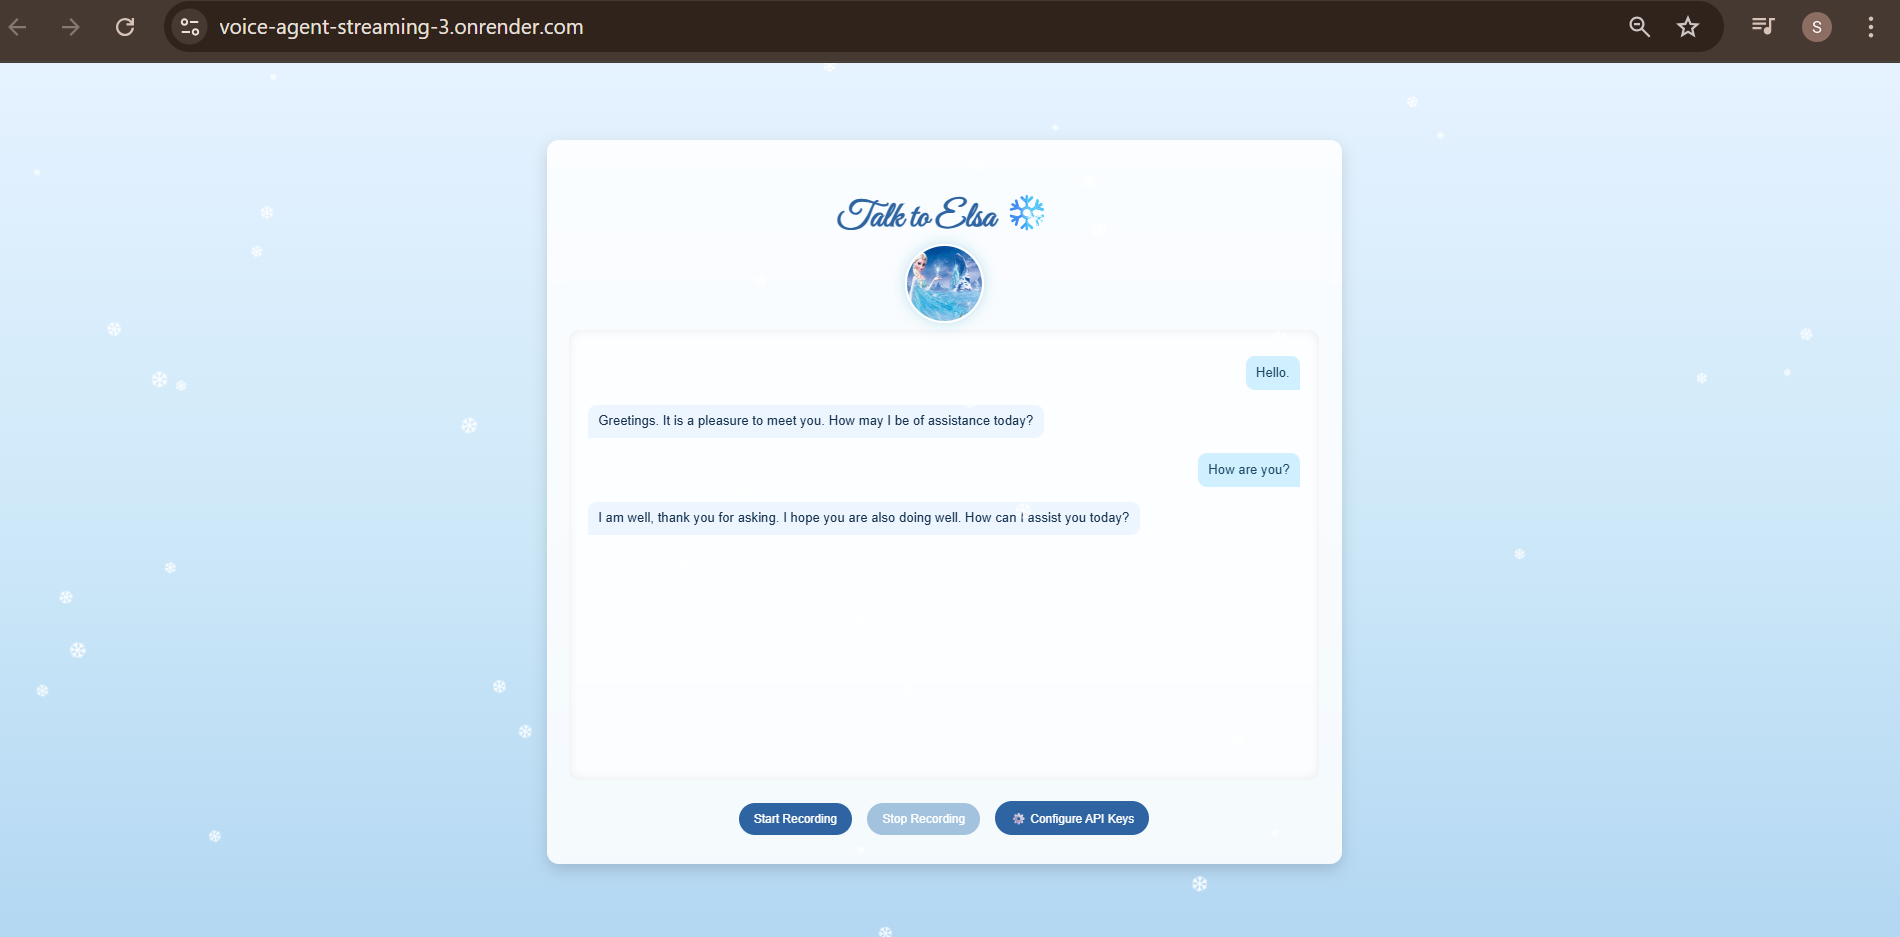 voice-agent-streaming-3.onrender.com
S
Talk to Elsa
Hello.
Greetings. It is a pleasure to meet you. How may I be of assistance today?
How are you?
I am well, thank you for asking. I hope you are also doing well. How can I assist you today?
Start Recording
Stop Recording
Configure API Keys